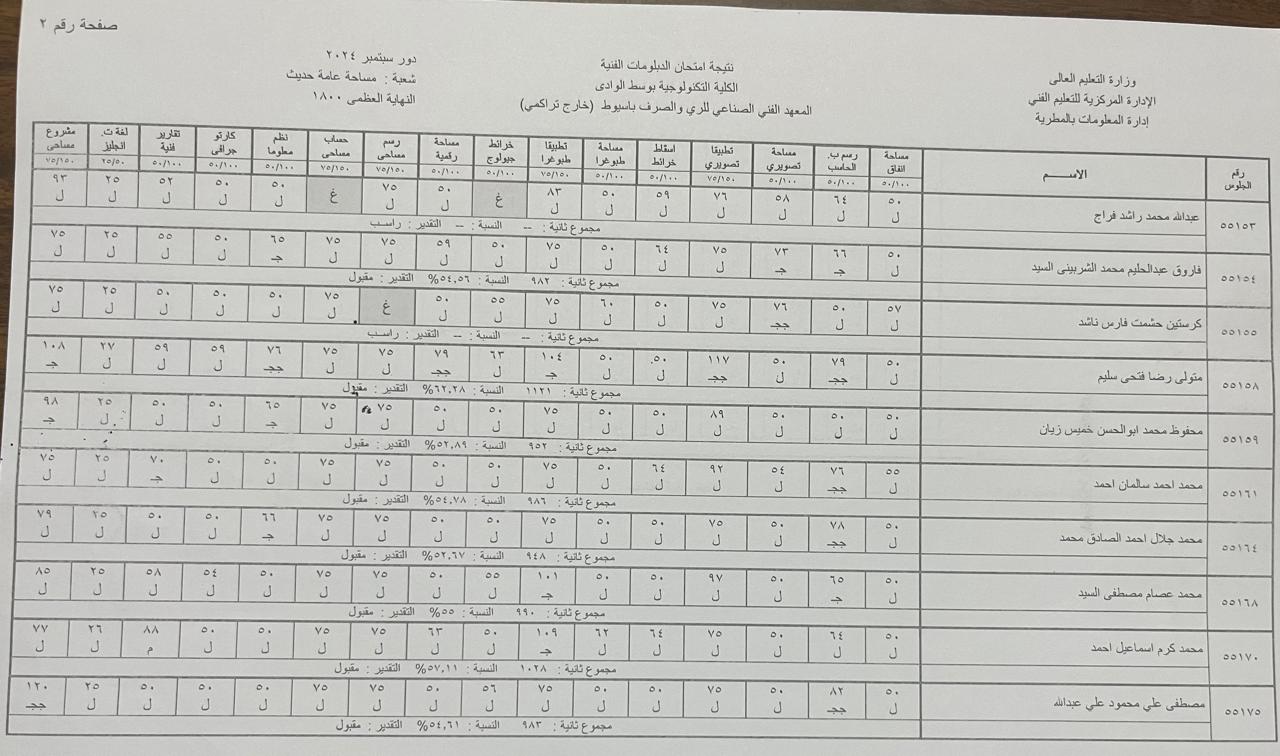 صفحة رقم ٢
وزارة التعليم العالى
الإدارة المركزية للتعليم الفني
إدارة المعلومات بالمطرية
نتيجة امتحان الدبلومات الفنية
الكلية التكنولوجية بوسط الوادى
المعهد الفني الصناعي للري والصرف باسيوط (خارج تراكمي)
دور سبتمبر ٢٠٢٤
شعبة : مساحة عامة حديث
النهاية العظمى ١٨٠٠
رقم الجلوس الاســـم مساحة انفاق رسم ب. الحاسب مساحة تصويري تطبيقا تصويري اسقاط خرائط مساحة طبوغرا تطبيقا طبوغرا خرائط جيولوج مساحة رقمية رسم مساحى حساب مساحى نظم معلوما كارتو جرافى تقارير فنية لغة ت. انجليز مشروع مساحى
٥٠/١٠٠ ٥٠/١٠٠ ٥٠/١٠٠ ٧٥/١٥٠ ٥٠/١٠٠ ٥٠/١٠٠ ٧٥/١٥٠ ٥٠/١٠٠ ٥٠/١٠٠ ٧٥/١٥٠ ٧٥/١٥٠ ٥٠/١٠٠ ٥٠/١٠٠ ٥٠/١٠٠ ٢٥/٥٠ ٧٥/١٥٠
٥٥١٥٣ عبدالله محمد راشد فراج ٥٠ ٦٤ ٥٨ ٧٦ ٥٩ ٥٠ ٨٣ غ ٥٠ ٧٥ غ ٥٠ ٥٠ ٥٢ ٢٥ ٩٣
ل ل ل ل ل ل ل ل ل ل ل ل ل ل
مجموع ثانية : -- النسبة : -- التقدير : راسب
٥٥١٥٤ فاروق عبدالحليم محمد الشربينى السيد ٥٠ ٦٦ ٧٣ ٧٥ ٦٤ ٥٠ ٧٥ ٥٠ ٥٩ ٧٥ ٧٥ ٦٥ ٥٠ ٥٥ ٢٥ ٧٥
ل جـ جـ ل ل ل ل ل ل ل ل جـ ل ل ل ل
مجموع ثانية : ٩٨٢ النسبة : ٥٤,٥٦% التقدير : مقبول
٥٥١٥٥ كرستين حشمت فارس ناشد ٥٧ ٥٠ ٧٦ ٧٥ ٥٠ ٦٠ ٧٥ ٥٥ ٥٠ غ ٧٥ ٥٠ ٥٠ ٥٠ ٢٥ ٧٥
ل ل جج ل ل ل ل ل ل ل ل ل ل ل ل
مجموع ثانية : -- النسبة : -- التقدير : راسب
٥٥١٥٨ متولى رضا فتحى سليم ٥٠ ٧٩ ٥٠ ١١٧ ٥٠ ٥٠ ١٠٤ ٦٣ ٧٩ ٧٥ ٧٥ ٧٦ ٥٩ ٥٩ ٢٧ ١٠٨
ل جج ل جج ل ل جـ ل جج ل ل جج ل ل ل جـ
مجموع ثانية : ١١٢١ النسبة : ٦٢,٢٨% التقدير : مقبول
٥٥١٥٩ محفوظ محمد ابوالحسن خميس زيان ٥٠ ٥٠ ٥٠ ٨٩ ٥٠ ٥٠ ٧٥ ٥٠ ٥٠ ٧٥ ٧٥ ٦٥ ٥٠ ٥٠ ٢٥ ٩٨
ل ل ل ل ل ل ل ل ل ل ل جـ ل ل ل جـ
مجموع ثانية : ٩٥٢ النسبة : ٥٢,٨٩% التقدير : مقبول
٥٥١٦١ محمد احمد سالمان احمد ٥٥ ٧٦ ٥٤ ٩٢ ٦٤ ٥٠ ٧٥ ٥٠ ٥٠ ٧٥ ٧٥ ٥٠ ٥٠ ٧٠ ٢٥ ٧٥
ل جج ل ل ل ل ل ل ل ل ل ل ل جـ ل ل
مجموع ثانية : ٩٨٦ النسبة : ٥٤,٧٨% التقدير : مقبول
٥٥١٦٤ محمد جلال احمد الصادق محمد ٥٠ ٧٨ ٥٠ ٧٥ ٥٠ ٥٠ ٧٥ ٥٠ ٥٠ ٧٥ ٧٥ ٦٦ ٥٠ ٥٠ ٢٥ ٧٩
ل جج ل ل ل ل ل ل ل ل ل جـ ل ل ل ل
مجموع ثانية : ٩٤٨ النسبة : ٥٢,٦٧% التقدير : مقبول
٥٥١٦٨ محمد عصام مصطفى السيد ٥٠ ٦٥ ٥٠ ٩٧ ٥٠ ٥٠ ١٠١ ٥٥ ٥٠ ٧٥ ٧٥ ٥٠ ٥٤ ٥٨ ٢٥ ٨٥
ل جـ ل ل ل ل جـ ل ل ل ل ل ل ل ل ل
مجموع ثانية : ٩٩٠ النسبة : ٥٥% التقدير : مقبول
٥٥١٧٠ محمد كرم اسماعيل احمد ٥٠ ٦٤ ٥٠ ٧٥ ٦٤ ٦٢ ١٠٩ ٥٠ ٦٣ ٧٥ ٧٥ ٥٠ ٥٠ ٨٨ ٢٦ ٧٧
ل ل ل ل ل ل جـ ل ل ل ل ل ل م ل ل
مجموع ثانية : ١٠٢٨ النسبة : ٥٧,١١% التقدير : مقبول
٥٥١٧٥ مصطفى علي محمود علي عبدالله ٥٠ ٨٢ ٥٠ ٧٥ ٥٠ ٥٠ ٧٥ ٥٦ ٥٠ ٧٥ ٧٥ ٥٠ ٥٠ ٥٠ ٢٥ ١٢٠
ل جج ل ل ل ل ل ل ل ل ل ل ل ل ل جج
مجموع ثانية : ٩٨٣ النسبة : ٥٤,٦١% التقدير : مقبول